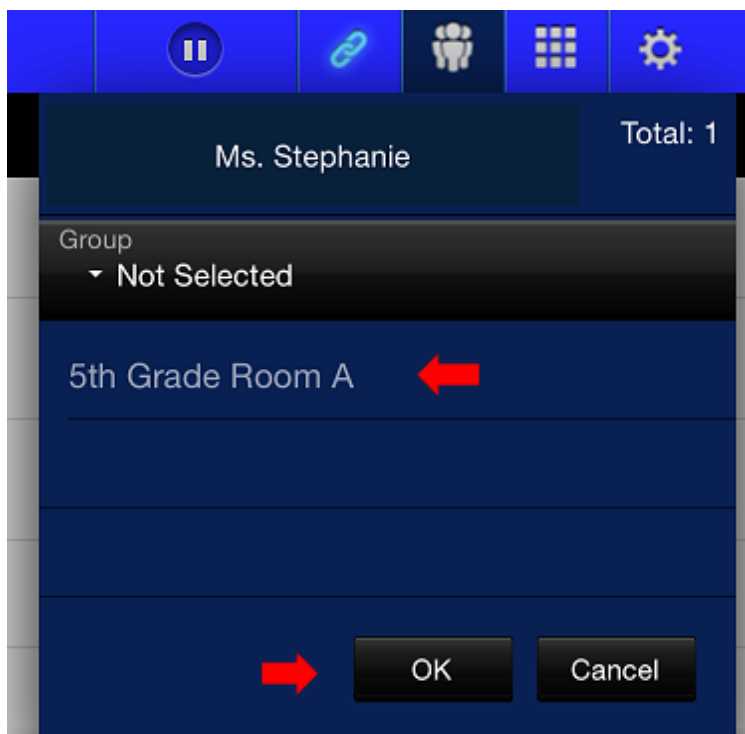 Ms. Stephanie
Total: 1
Group
Not Selected
5th Grade Room A
OK
Cancel